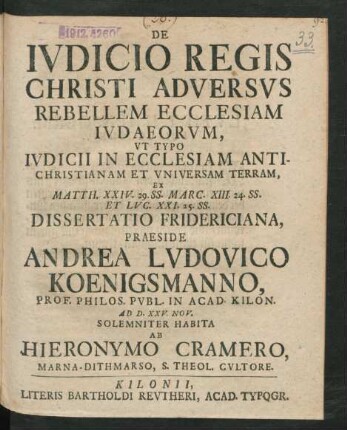 (36.)
1912.4260
33
DE
IVDICIO REGIS
CHRISTI ADVERSVS
REBELLEM ECCLESIAM
IVDAEORVM,
VT TYPO
IVDICII IN ECCLESIAM ANTI-
CHRISTIANAM ET VNIVERSAM TERRAM,
EX
MATTH. XXIV. 29. SS. MARC. XIII. 24. SS.
ET LVC. XXI. 25. SS.
DISSERTATIO FRIDERICIANA,
PRAESIDE
ANDREA LVDOVICO
KOENIGSMANNO,
PROF. PHILOS. PVBL. IN ACAD. KILON.
AD D. XXV. NOV.
SOLEMNITER HABITA
AB
HIERONYMO CRAMERO,
MARNA-DITHMARSO, S. THEOL. CVLTORE.
KILONII,
LITERIS BARTHOLDI REVTHERI, ACAD. TYPOGR.